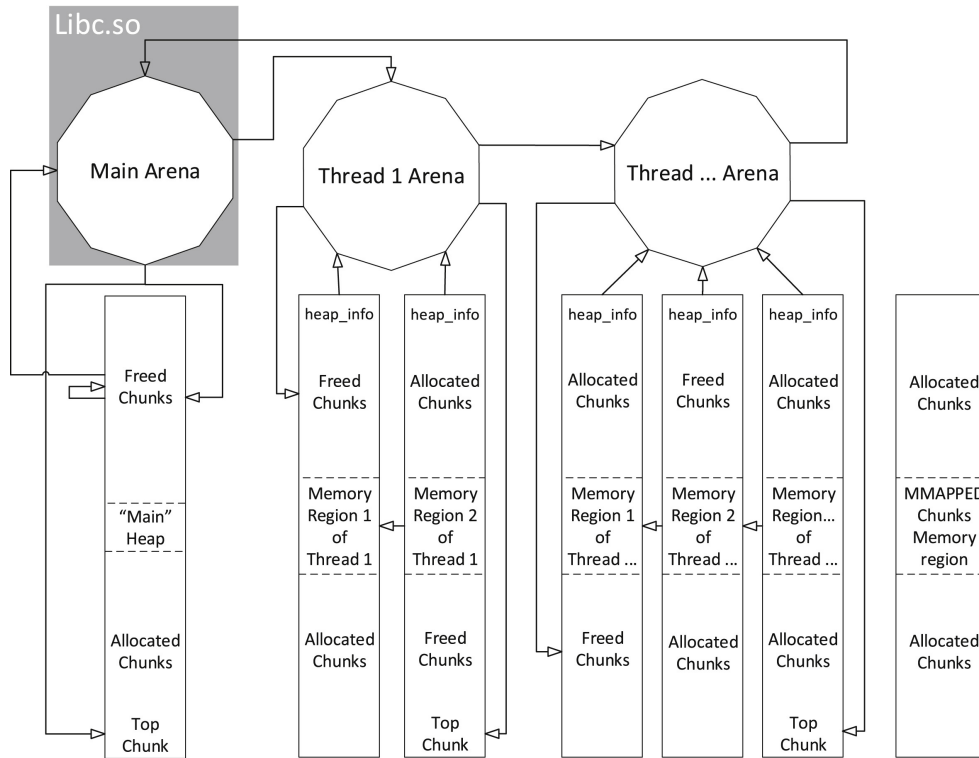 Libc.so
Main Arena
Thread 1 Arena
Thread ... Arena
Freed
Chunks
“Main”
Heap
Allocated
Chunks
Top
Chunk
heap_info
Freed
Chunks
Memory
Region 1
of
Thread 1
Allocated
Chunks
heap_info
Allocated
Chunks
Memory
Region 2
of
Thread 1
Freed
Chunks
Top
Chunk
heap_info
Allocated
Chunks
Memory
Region 1
of
Thread ...
Freed
Chunks
heap_info
Freed
Chunks
Memory
Region 2
of
Thread ...
Allocated
Chunks
heap_info
Allocated
Chunks
Memory
Region...
of
Thread ...
Allocated
Chunks
Top
Chunk
Allocated
Chunks
MMAPPED
Chunks
Memory
region
Allocated
Chunks